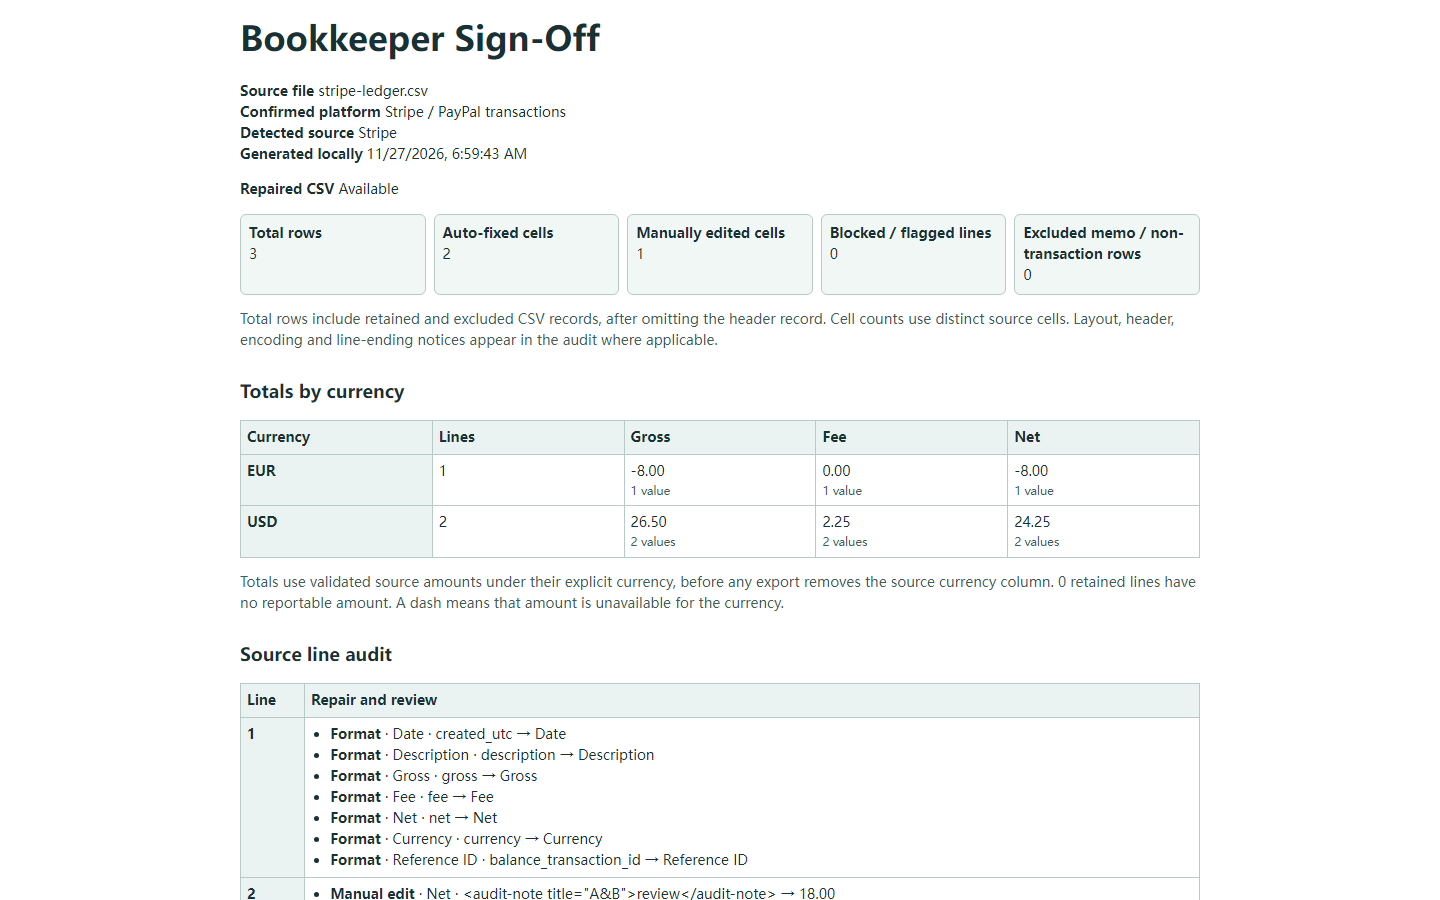 Bookkeeper Sign-Off
Source file stripe-ledger.csv
Confirmed platform Stripe / PayPal transactions
Detected source Stripe
Generated locally 11/27/2026, 6:59:43 AM
Repaired CSV Available
Total rows
3
Auto-fixed cells
2
Manually edited cells
1
Blocked / flagged lines
0
Excluded memo / non-
transaction rows
0
Total rows include retained and excluded CSV records, after omitting the header record. Cell counts use distinct source cells. Layout, header,
encoding and line-ending notices appear in the audit where applicable.
Totals by currency
Currency Lines Gross Fee Net
EUR 1 -8.00 0.00 -8.00
1 value 1 value 1 value
USD 2 26.50 2.25 24.25
2 values 2 values 2 values
Totals use validated source amounts under their explicit currency, before any export removes the source currency column. 0 retained lines have
no reportable amount. A dash means that amount is unavailable for the currency.
Source line audit
Line Repair and review
1 • Format · Date · created_utc → Date
• Format · Description · description → Description
• Format · Gross · gross → Gross
• Format · Fee · fee → Fee
• Format · Net · net → Net
• Format · Currency · currency → Currency
• Format · Reference ID · balance_transaction_id → Reference ID
2 • Manual edit · Net · <audit-note title="A&B">review</audit-note> → 18.00